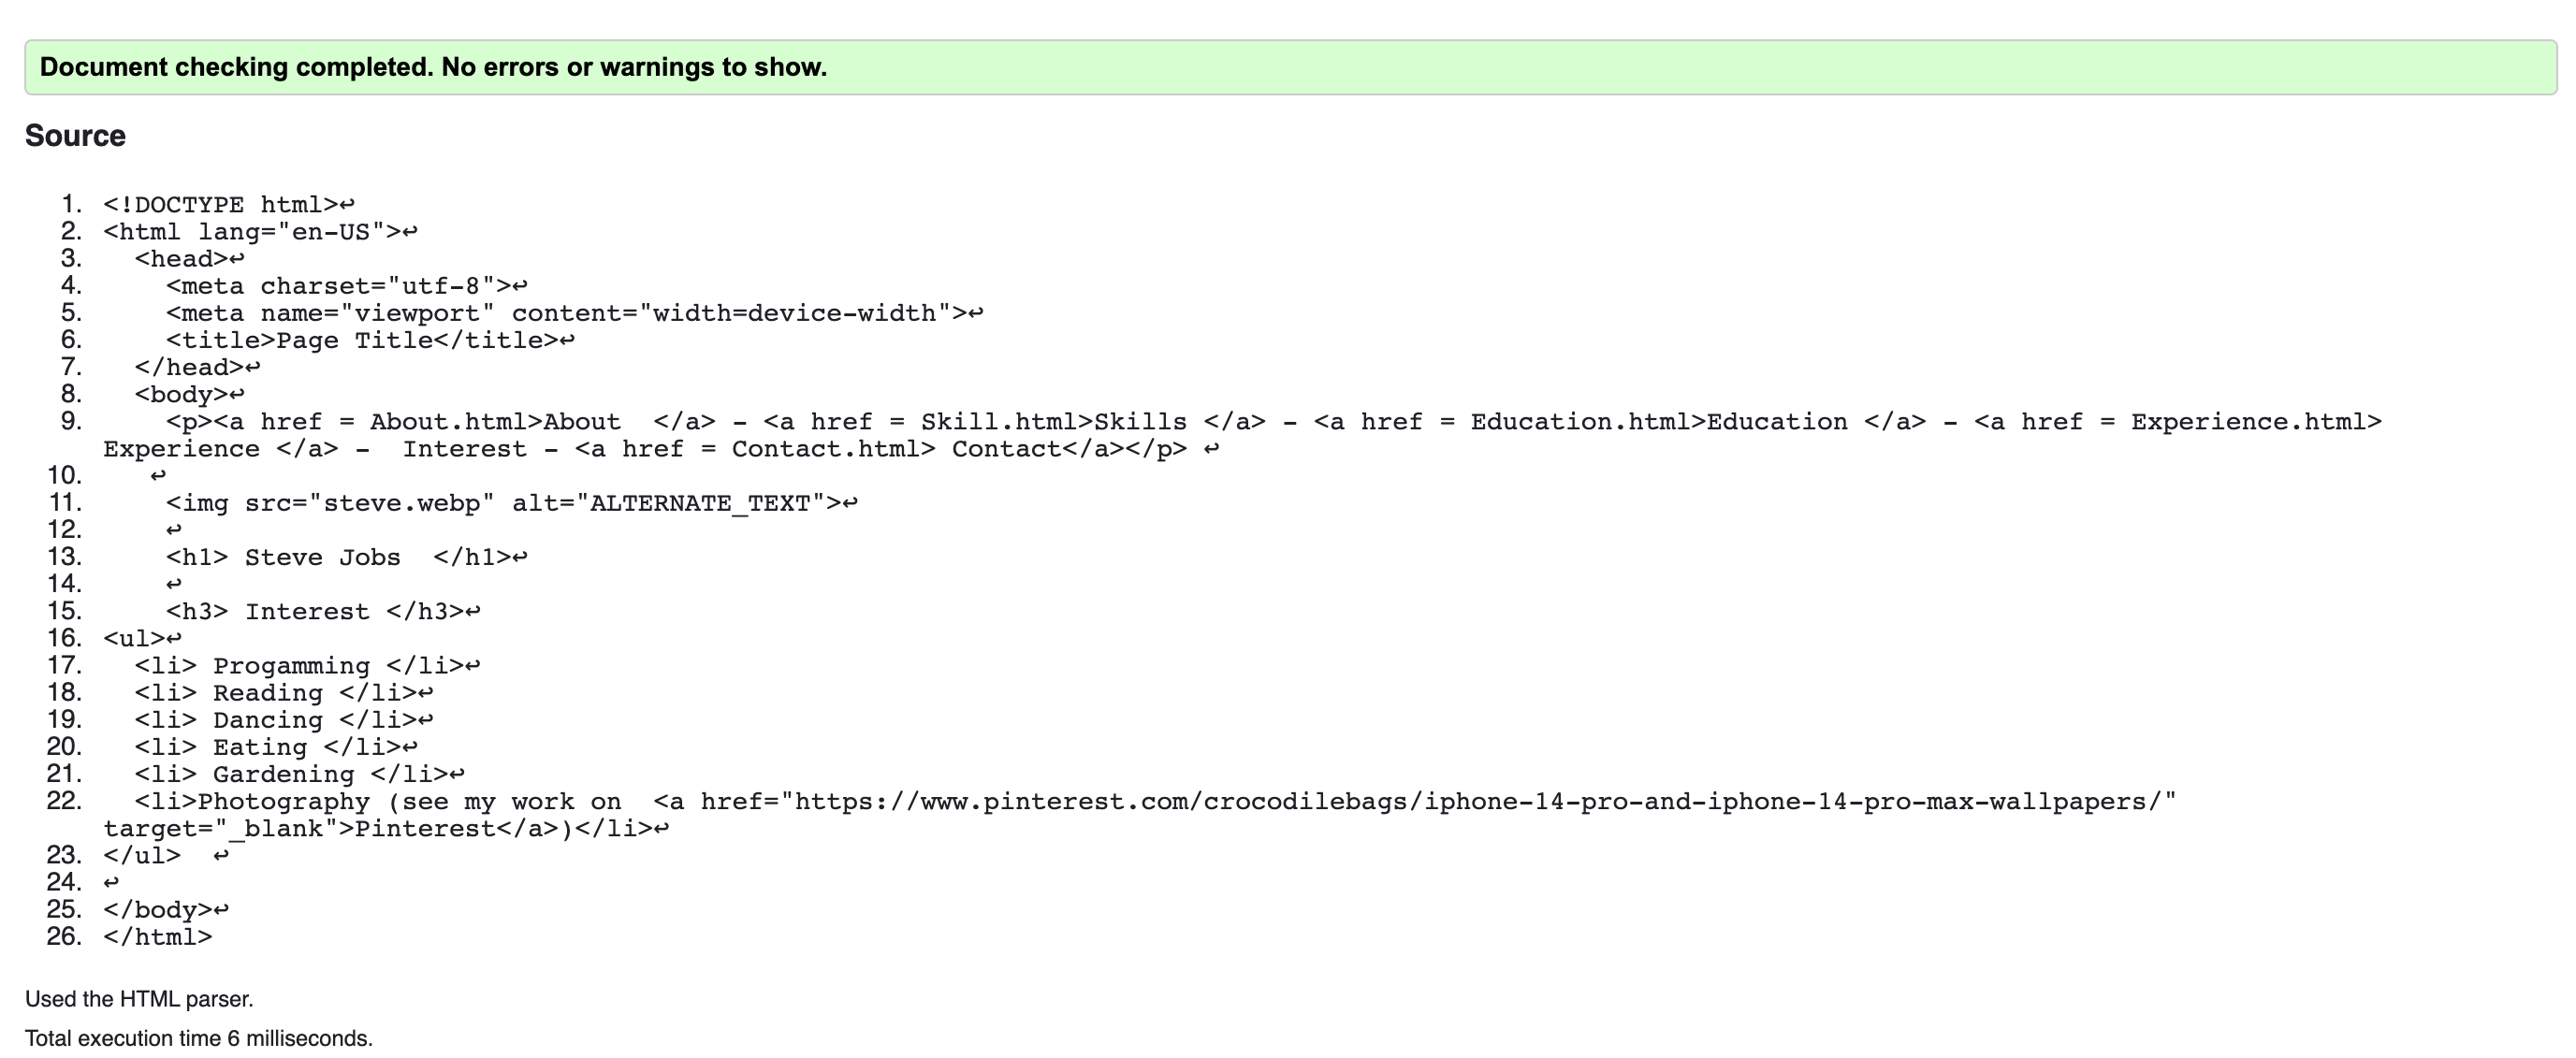 Document checking completed. No errors or warnings to show.
Source
1. <!DOCTYPE html>↩
2. <html lang="en-US">↩
3.   <head>↩
4.     <meta charset="utf-8">↩
5.     <meta name="viewport" content="width=device-width">↩
6.     <title>Page Title</title>↩
7.   </head>↩
8.   <body>↩
9.     <p><a href = About.html>About  </a> - <a href = Skill.html>Skills </a> - <a href = Education.html>Education </a> - <a href = Experience.html>
Experience </a> -  Interest - <a href = Contact.html> Contact</a></p> ↩
10.    ↩
11.     <img src="steve.webp" alt="ALTERNATE_TEXT">↩
12.     ↩
13.     <h1> Steve Jobs  </h1>↩
14.     ↩
15.     <h3> Interest </h3>↩
16. <ul>↩
17.   <li> Progamming </li>↩
18.   <li> Reading </li>↩
19.   <li> Dancing </li>↩
20.   <li> Eating </li>↩
21.   <li> Gardening </li>↩
22.   <li>Photography (see my work on  <a href="https://www.pinterest.com/crocodilebags/iphone-14-pro-and-iphone-14-pro-max-wallpapers/"
target="_blank">Pinterest</a>)</li>↩
23. </ul>  ↩
24. ↩
25. </body>↩
26. </html>
Used the HTML parser.
Total execution time 6 milliseconds.